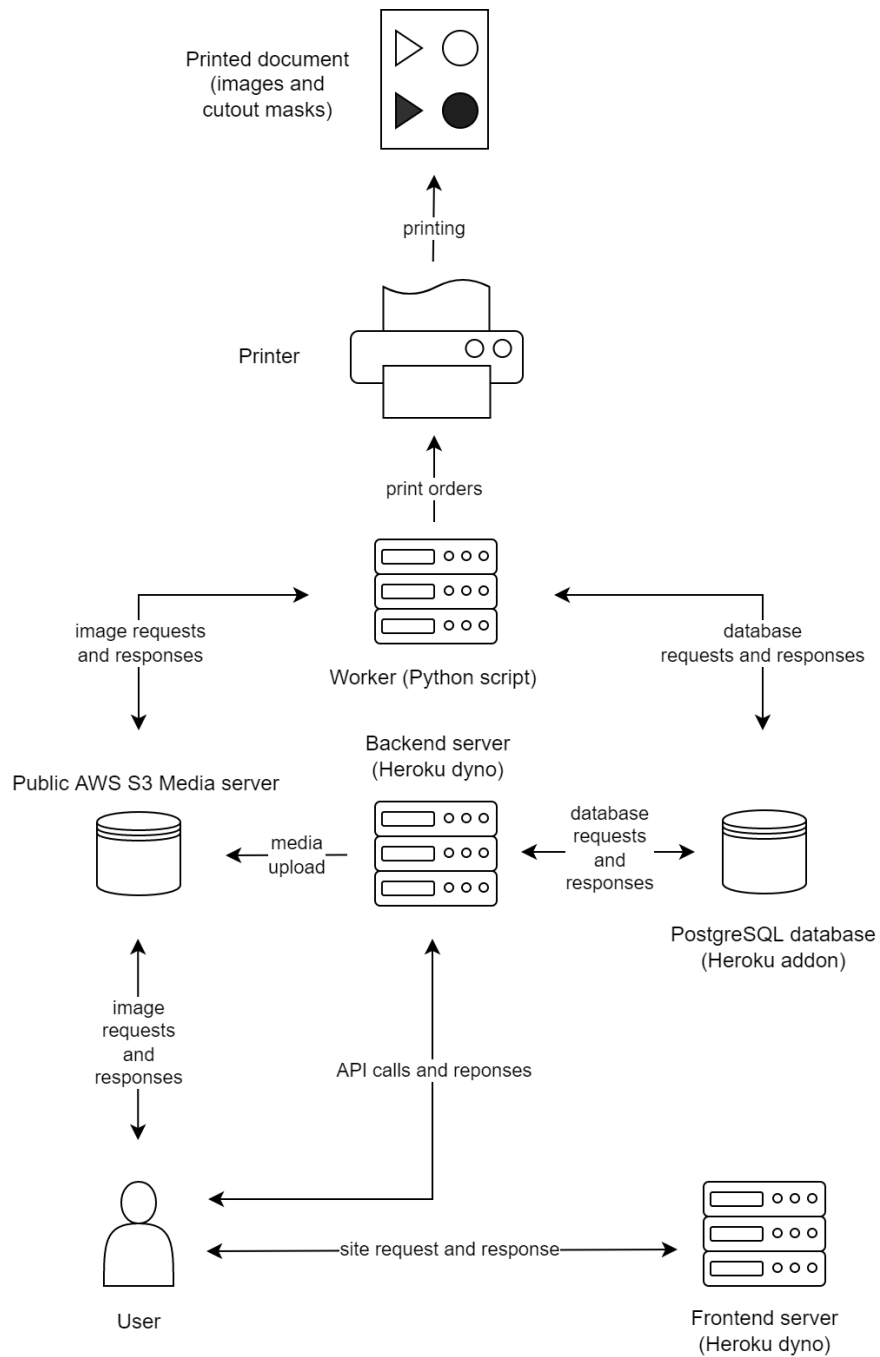 Printed document
(images and
cutout masks)
printing
Printer
print orders
image requests
and responses
database
requests and responses
Worker (Python script)
Backend server
(Heroku dyno)
Public AWS S3 Media server
media
upload
database
requests
and
responses
PostgreSQL database
(Heroku addon)
image
requests
and
responses
API calls and reponses
site request and response
User
Frontend server
(Heroku dyno)